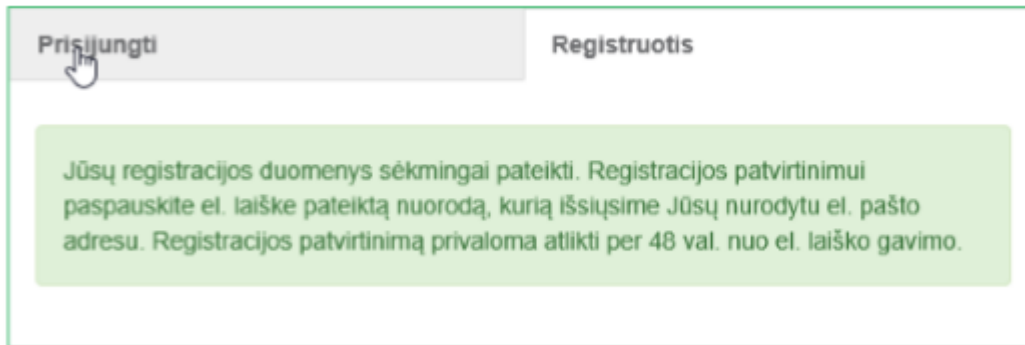 Prisijungti
Registruotis
Jūsų registracijos duomenys sėkmingai pateikti. Registracijos patvirtinimui
paspauskite el. laiške pateiktą nuorodą, kurią išsiųsime Jūsų nurodytu el. pašto
adresu. Registracijos patvirtinimą privaloma atlikti per 48 val. nuo el. laiško gavimo.